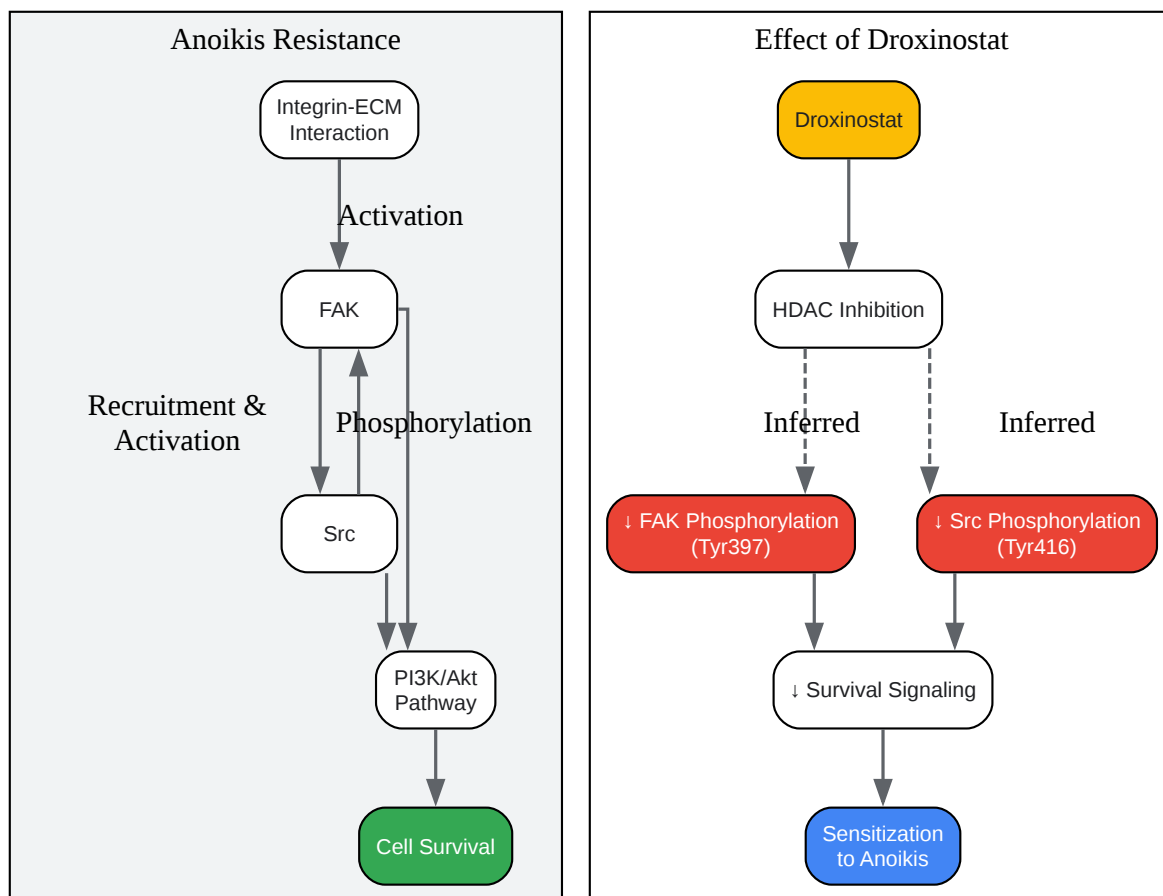 Anoikis Resistance
Integrin-ECM
Interaction
Activation
FAK
Recruitment &
Activation
Phosphorylation
Src
PI3K/Akt
Pathway
Cell Survival
Effect of Droxinostat
Droxinostat
HDAC Inhibition
Inferred
Inferred
↓ FAK Phosphorylation
(Tyr397)
↓ Src Phosphorylation
(Tyr416)
↓ Survival Signaling
Sensitization
to Anoikis